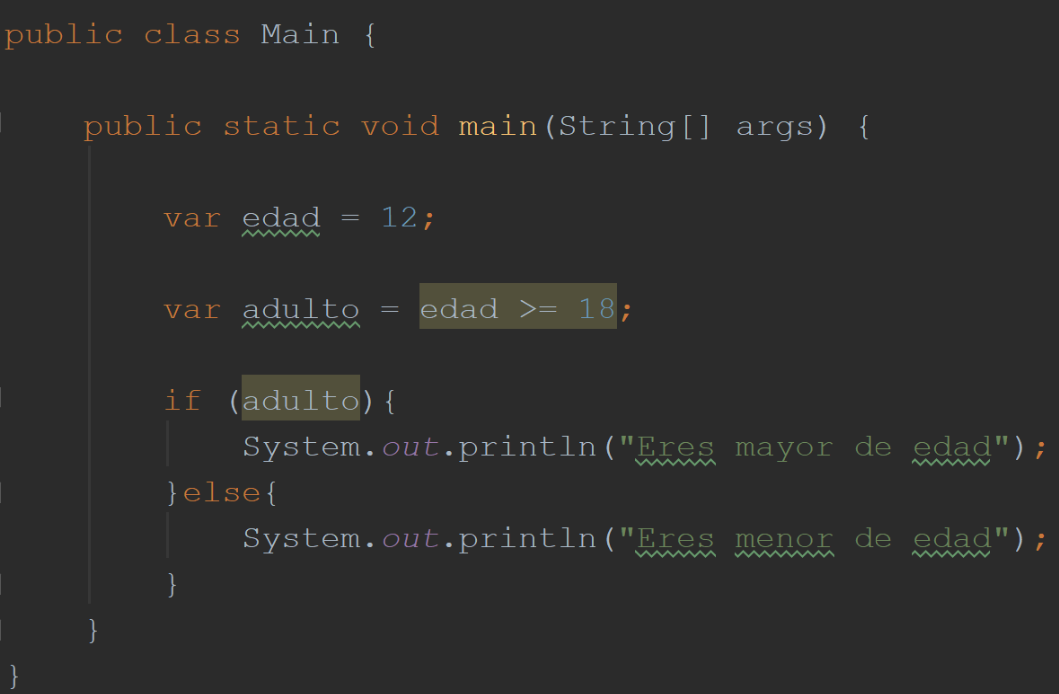 public class Main {
public static void main(String[] args) {
var edad = 12;
var adulto = edad >= 18;
if (adulto){
System.out.println("Eres mayor de edad");
}else{
System.out.println("Eres menor de edad");
}
}
}